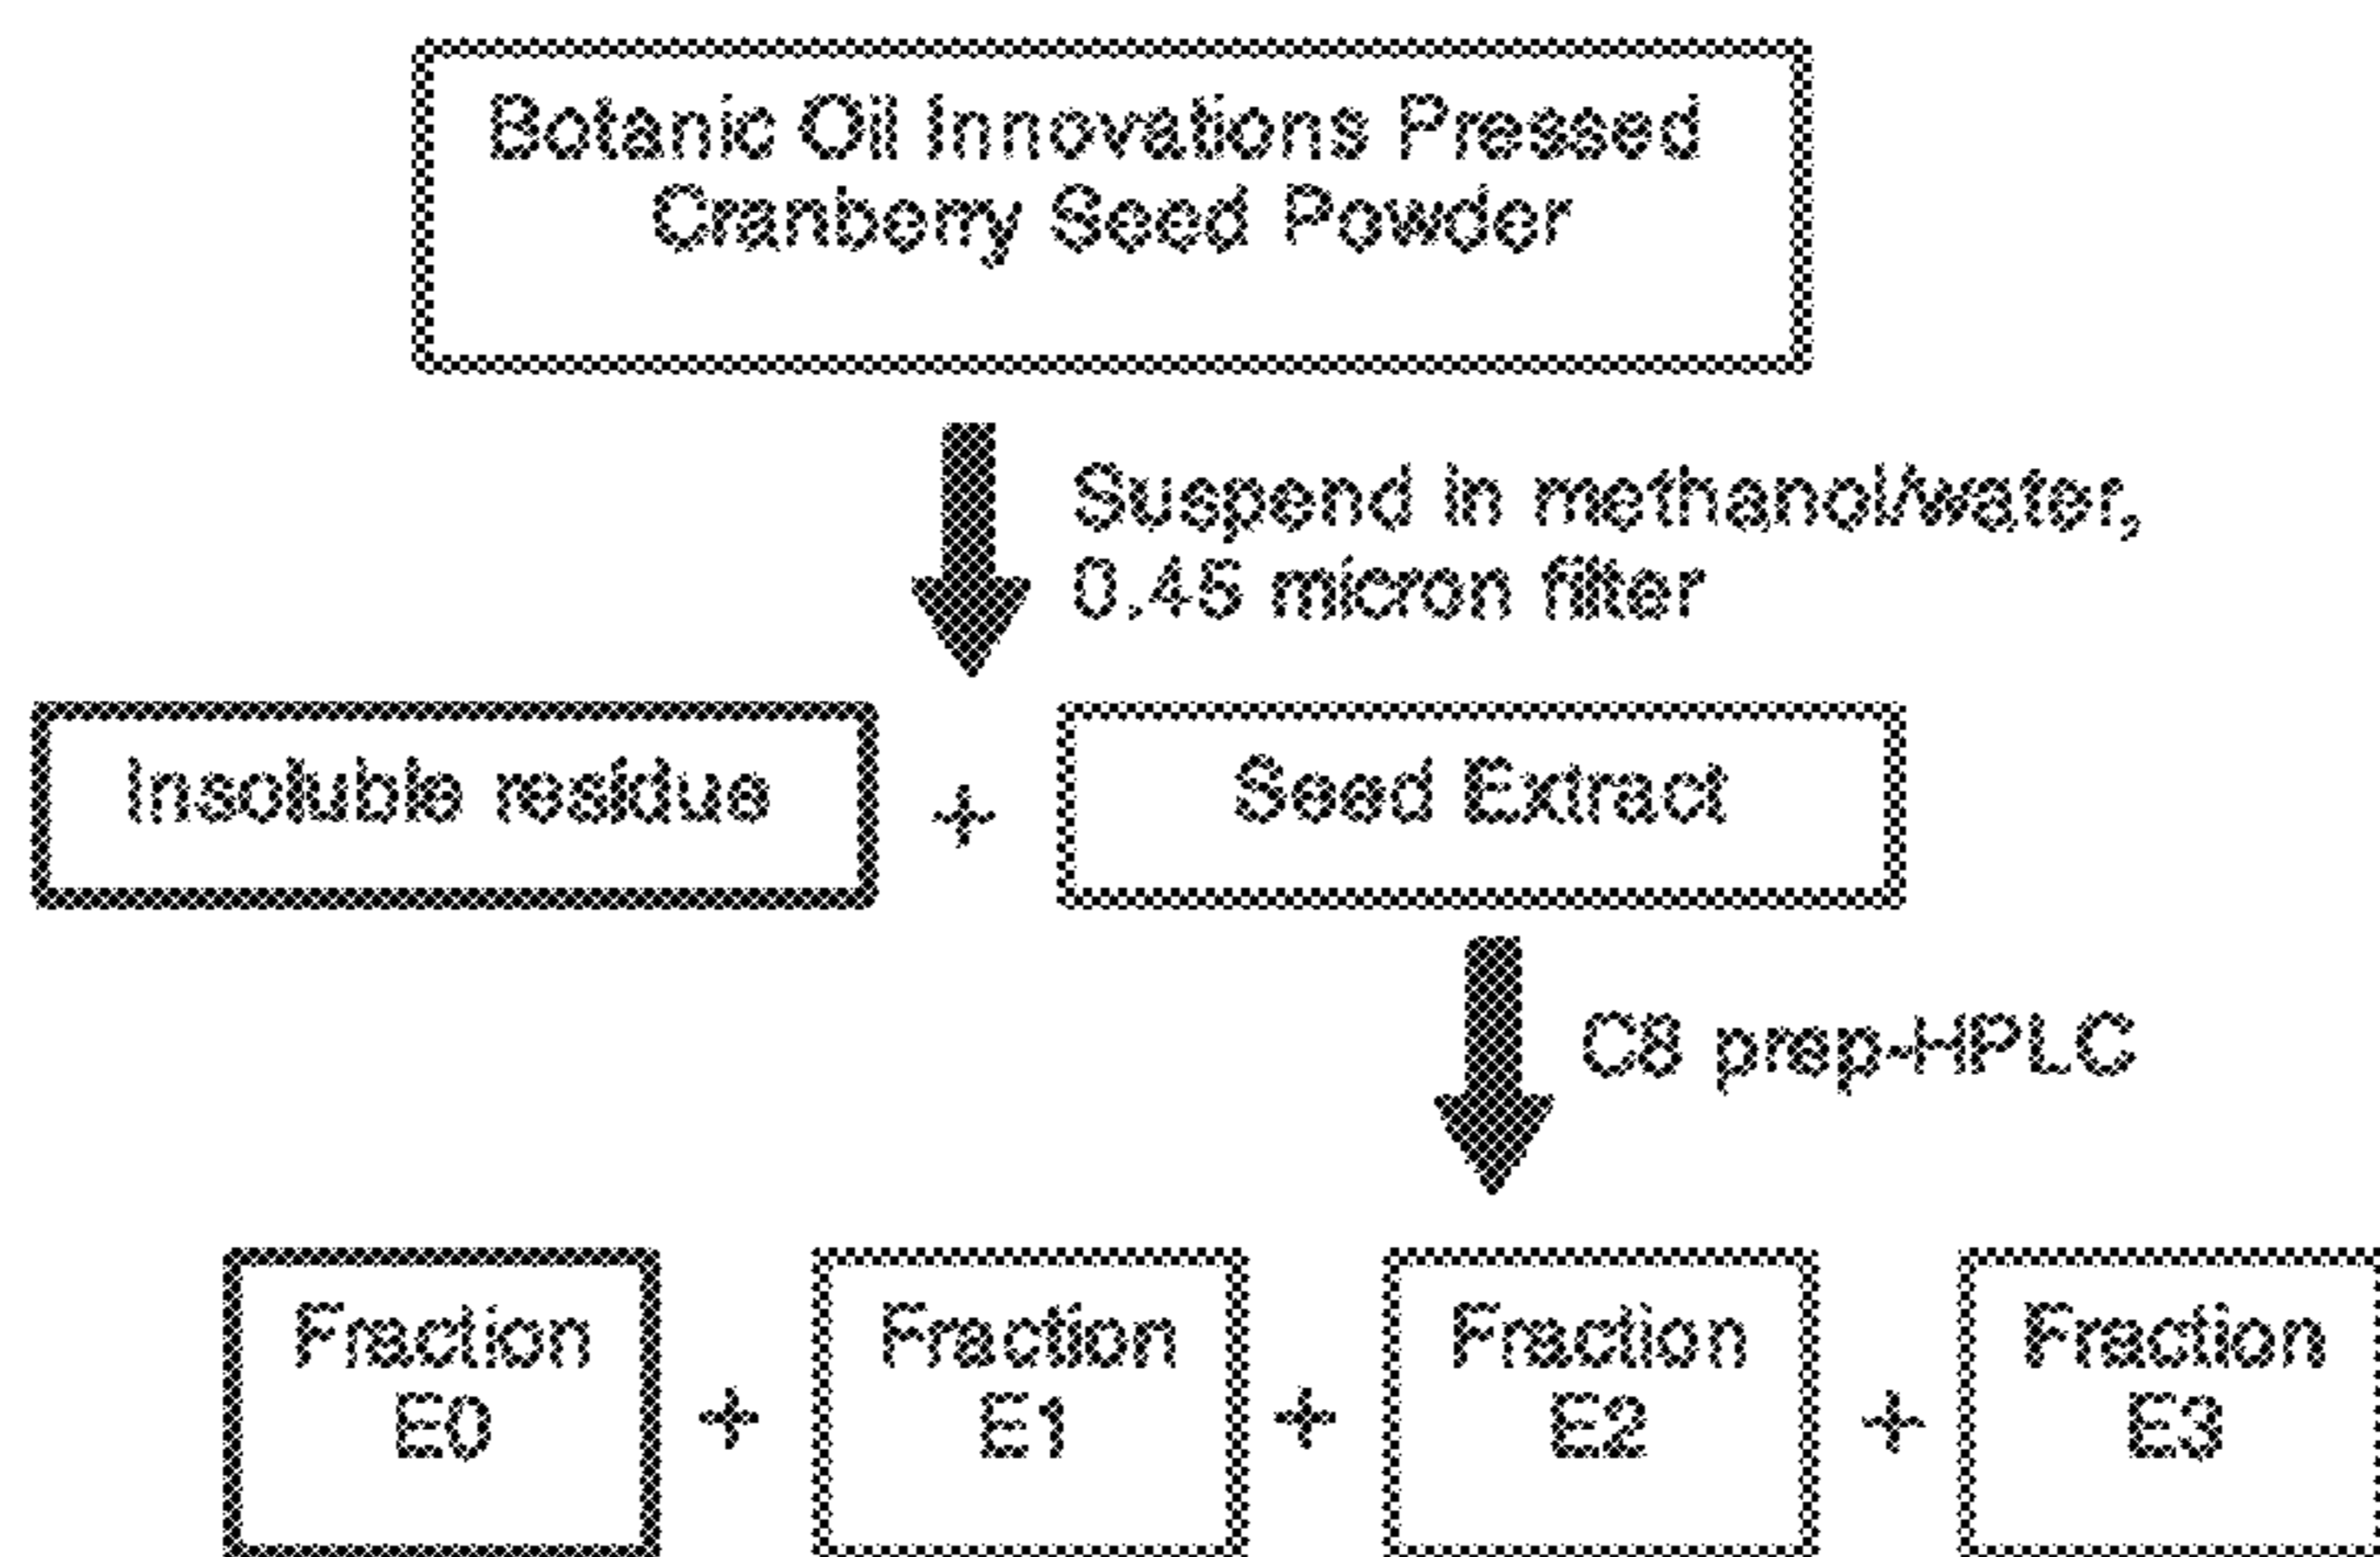 Botanic Oil Innovations Pressed
Cranberry Seed Powder
Suspend in methanol/water,
0.45 micron filter
Insoluble residue + Seed Extract
C8 prep-HPLC
Fraction Fraction Fraction Fraction
E0 + E1 + E2 + E3